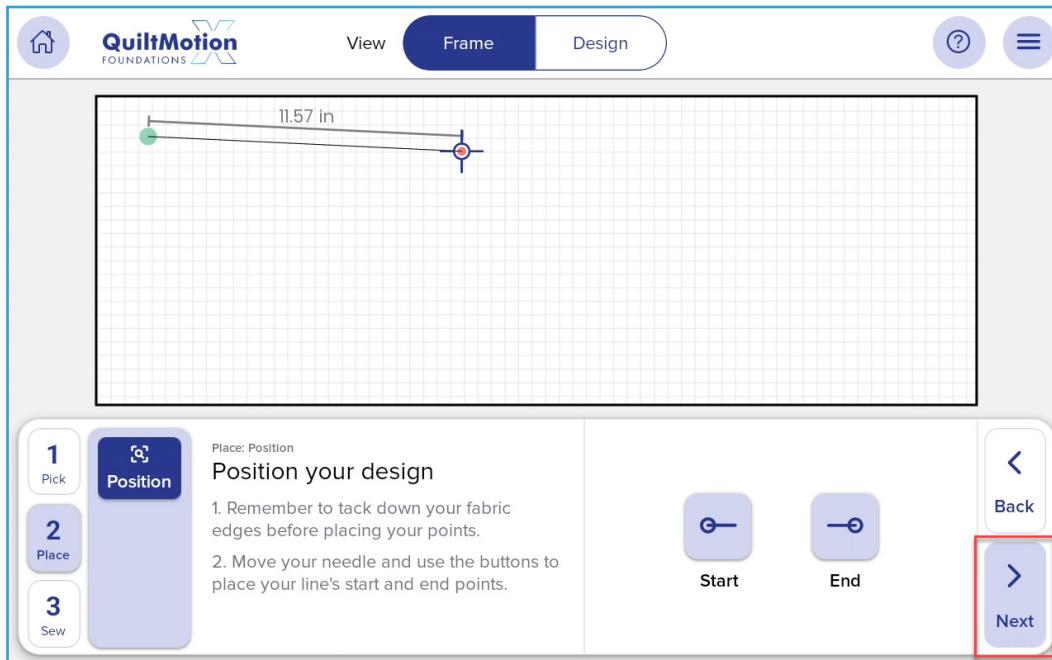 QuiltMotion
FOUNDATIONS
View
Frame
Design
11.57 in
1
Pick
2
Place
3
Sew
Position
Place: Position
Position your design
1. Remember to tack down your fabric
edges before placing your points.
2. Move your needle and use the buttons to
place your line's start and end points.
Start
End
Back
Next